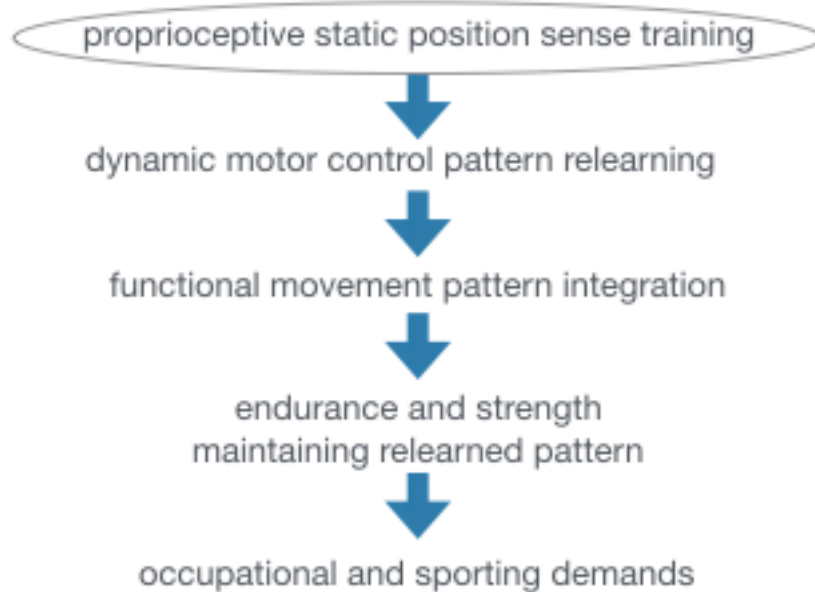 proprioceptive static position sense training
dynamic motor control pattern relearning
functional movement pattern integration
endurance and strength
maintaining relearned pattern
occupational and sporting demands